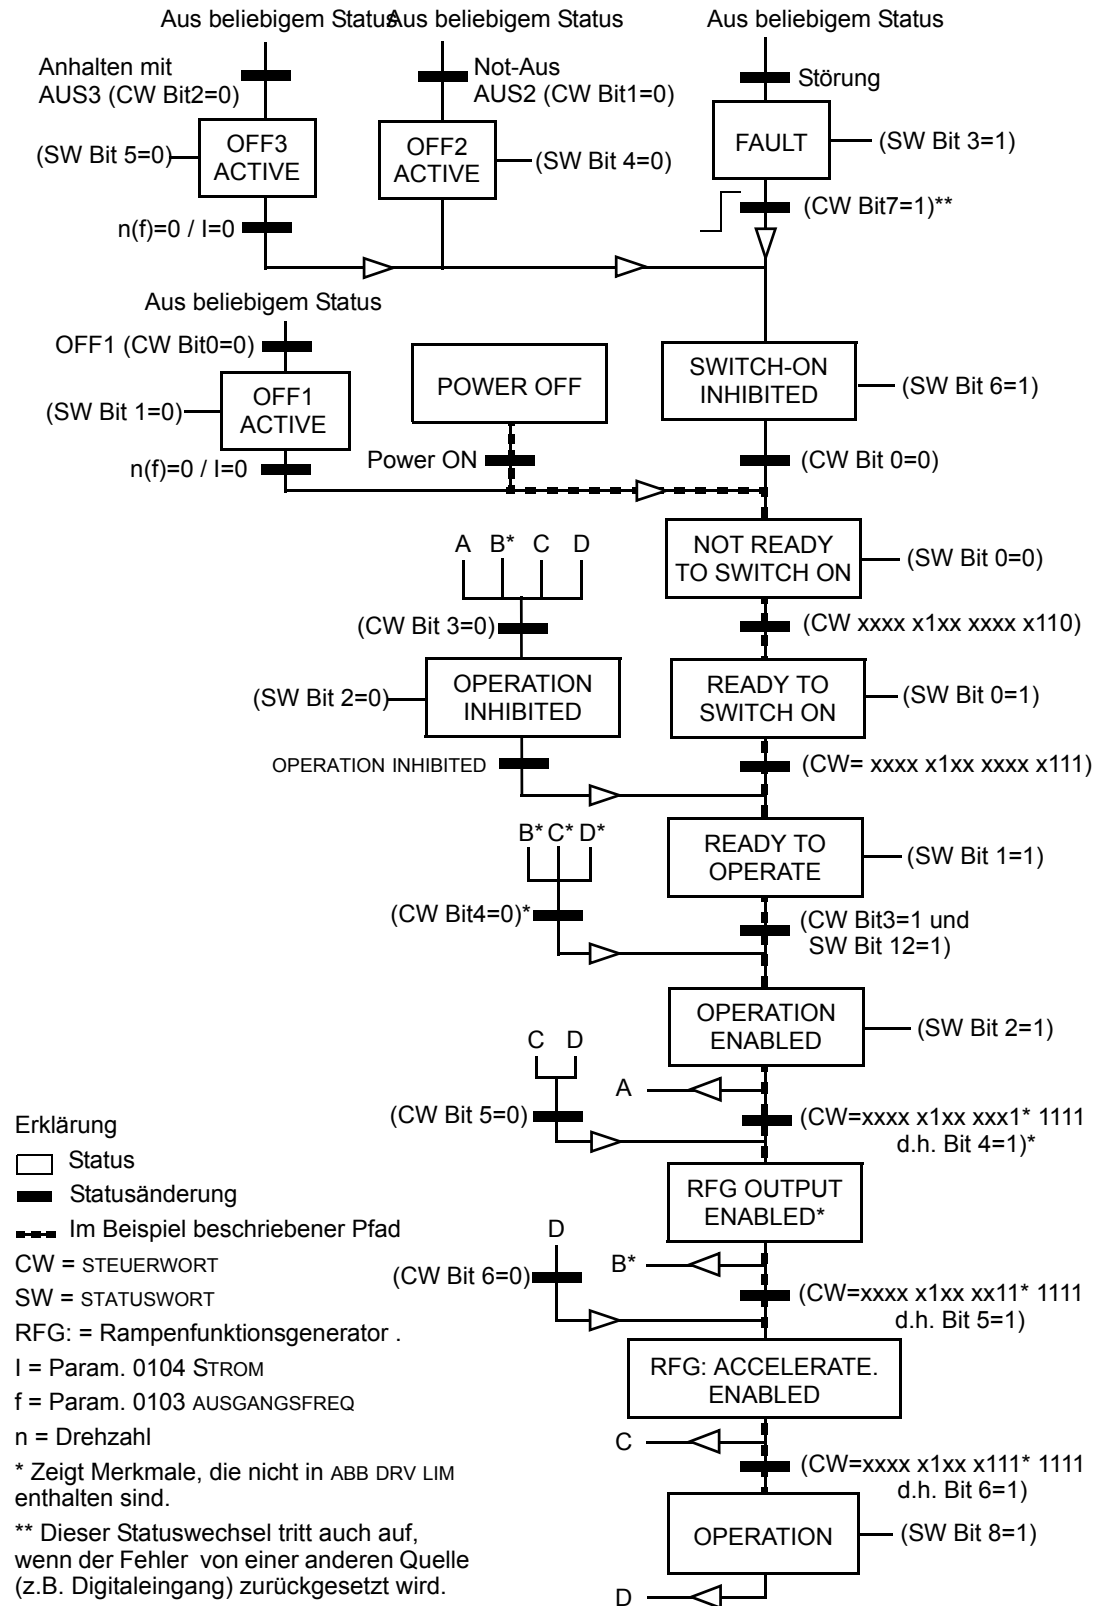 Aus beliebigem Status
Aus beliebigem Status
Aus beliebigem Status
Anhalten mit
AUS3 (CW Bit2=0)
Not-Aus
AUS2 (CW Bit1=0)
Störung
OFF3
ACTIVE
(SW Bit 5=0)
OFF2
ACTIVE
(SW Bit 4=0)
FAULT
(SW Bit 3=1)
n(f)=0 / I=0
(CW Bit7=1)**
Aus beliebigem Status
OFF1 (CW Bit0=0)
OFF1
ACTIVE
(SW Bit 1=0)
POWER OFF
SWITCH-ON
INHIBITED
(SW Bit 6=1)
n(f)=0 / I=0
Power ON
(CW Bit 0=0)
A B* C D
NOT READY
TO SWITCH ON
(SW Bit 0=0)
(CW Bit 3=0)
(CW xxxx x1xx xxxx x110)
(SW Bit 2=0)
OPERATION
INHIBITED
READY TO
SWITCH ON
(SW Bit 0=1)
OPERATION INHIBITED
(CW= xxxx x1xx xxxx x111)
B* C* D*
READY TO
OPERATE
(SW Bit 1=1)
(CW Bit4=0)*
(CW Bit3=1 und
SW Bit 12=1)
OPERATION
ENABLED
(SW Bit 2=1)
C D
A
(CW Bit 5=0)
(CW=xxxx x1xx xxx1* 1111
d.h. Bit 4=1)*
RFG OUTPUT
ENABLED*
D
B*
(CW Bit 6=0)
(CW=xxxx x1xx xx11* 1111
d.h. Bit 5=1)
RFG: ACCELERATE.
ENABLED
C
(CW=xxxx x1xx x111* 1111
d.h. Bit 6=1)
OPERATION
(SW Bit 8=1)
D
Erklärung
Status
Statusänderung
Im Beispiel beschriebener Pfad
CW = STEUERWORT
SW = STATUSWORT
RFG: = Rampenfunktionsgenerator .
I = Param. 0104 STROM
f = Param. 0103 AUSGANGSFREQ
n = Drehzahl
* Zeigt Merkmale, die nicht in ABB DRV LIM
enthalten sind.
** Dieser Statuswechsel tritt auch auf,
wenn der Fehler von einer anderen Quelle
(z.B. Digitaleingang) zurückgesetzt wird.